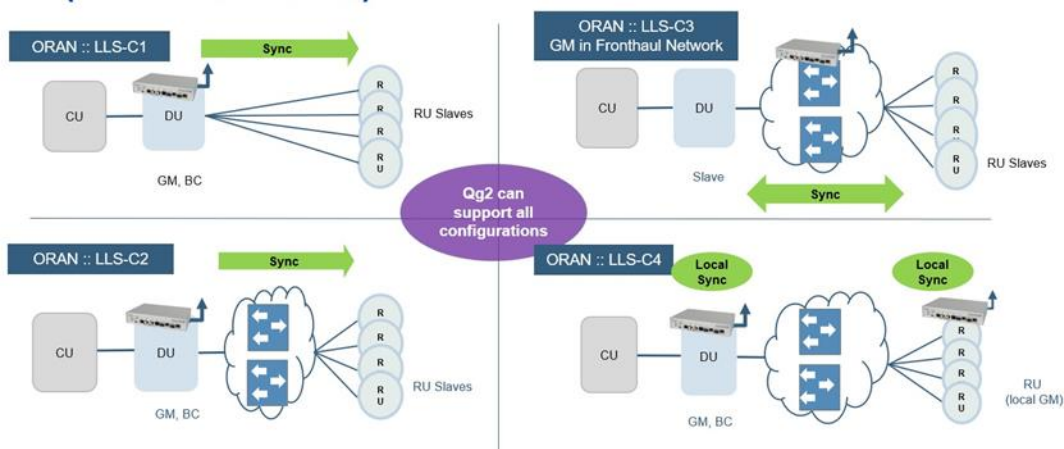 ORAN :: LLS-C1
Sync
CU
DU
R
R
R
R
U
RU Slaves
GM, BC
ORAN :: LLS-C3
GM in Fronthaul Network
CU
DU
R
R
R
R
U
RU Slaves
Slave
Sync
Qg2 can
support all
configurations
ORAN :: LLS-C2
Sync
CU
DU
R
R
R
R
U
RU Slaves
GM, BC
ORAN :: LLS-C4
Local
Sync
Local
Sync
CU
DU
R
R
R
R
U
RU
(local GM)
GM, BC